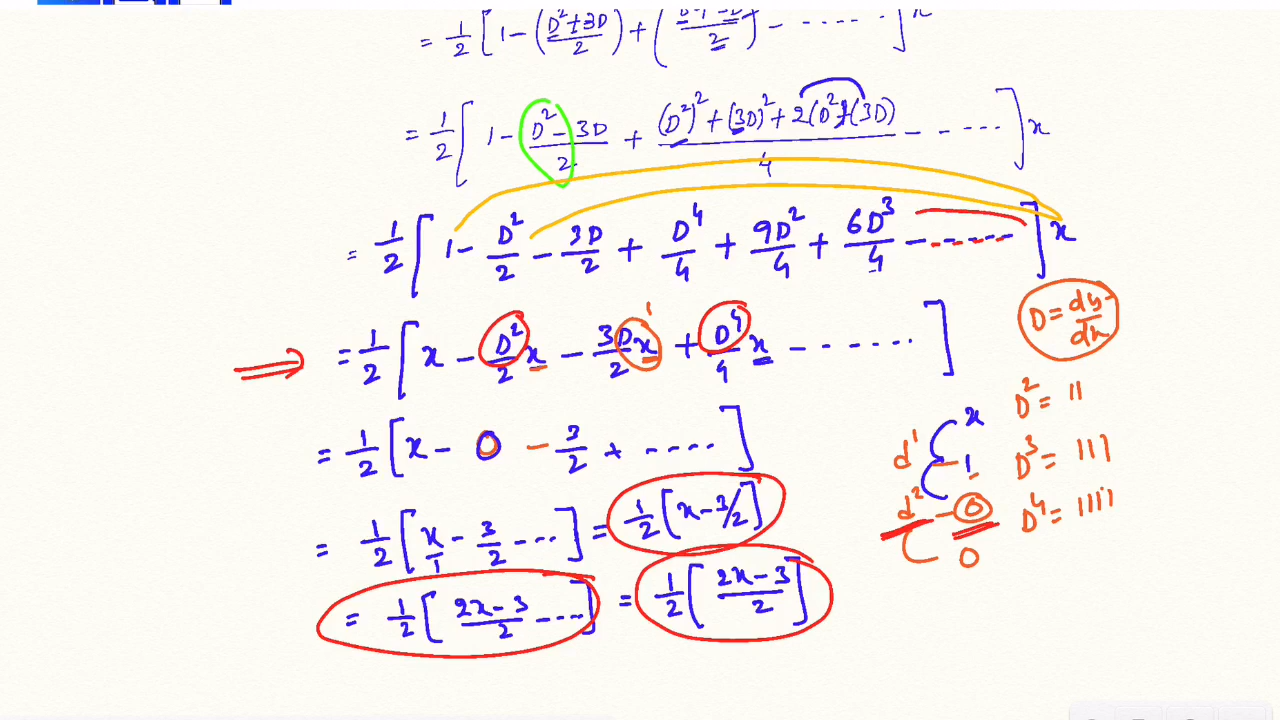 = 1/2 [1 - (D²+3D / 2) + ( / 2) - ......]x
= 1/2 [1 - D² - 3D / 2 + (D²)² + (3D)² + 2(D²)(3D) / 4 - ......]x
= 1/2 [1 - D²/2 - 3D/2 + D⁴/4 + 9D²/4 + 6D³/4 - ......]x
D = dy/dx
⇒ = 1/2 [x - D²/2 x - 3D/2 x¹ + D⁴/4 x - ......]
D² = 11
D³ = 111
D⁴ = 1111
x
d¹ - 1
d² - 0
0
= 1/2 [x - 0 - 3/2 + .....]
= 1/2 [x/1 - 3/2 ...] = 1/2 [x - 3/2]
= 1/2 [2x - 3 / 2 ....] = 1/2 [2x - 3 / 2]